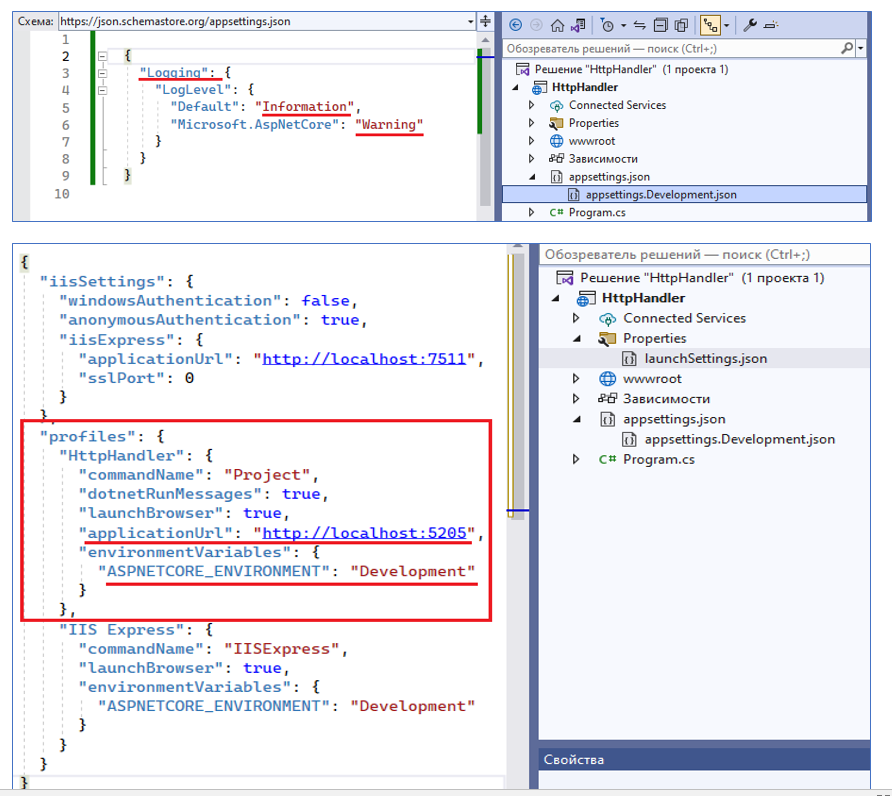 Схема: https://json.schemastore.org/appsettings.json
1
2 {
3 "Logging": {
4 "LogLevel": {
5 "Default": "Information",
6 "Microsoft.AspNetCore": "Warning"
7 }
8 }
9 }
10
Обозреватель решений — поиск (Ctrl+;)
Решение "HttpHandler" (1 проекта 1)
HttpHandler
Connected Services
Properties
wwwroot
Зависимости
appsettings.json
appsettings.Development.json
C# Program.cs
{
"iisSettings": {
"windowsAuthentication": false,
"anonymousAuthentication": true,
"iisExpress": {
"applicationUrl": "http://localhost:7511",
"sslPort": 0
}
},
"profiles": {
"HttpHandler": {
"commandName": "Project",
"dotnetRunMessages": true,
"launchBrowser": true,
"applicationUrl": "http://localhost:5205",
"environmentVariables": {
"ASPNETCORE_ENVIRONMENT": "Development"
}
},
"IIS Express": {
"commandName": "IISExpress",
"launchBrowser": true,
"environmentVariables": {
"ASPNETCORE_ENVIRONMENT": "Development"
}
}
}
}
Обозреватель решений — поиск (Ctrl+;)
Решение "HttpHandler" (1 проекта 1)
HttpHandler
Connected Services
Properties
launchSettings.json
wwwroot
Зависимости
appsettings.json
appsettings.Development.json
C# Program.cs
Свойства